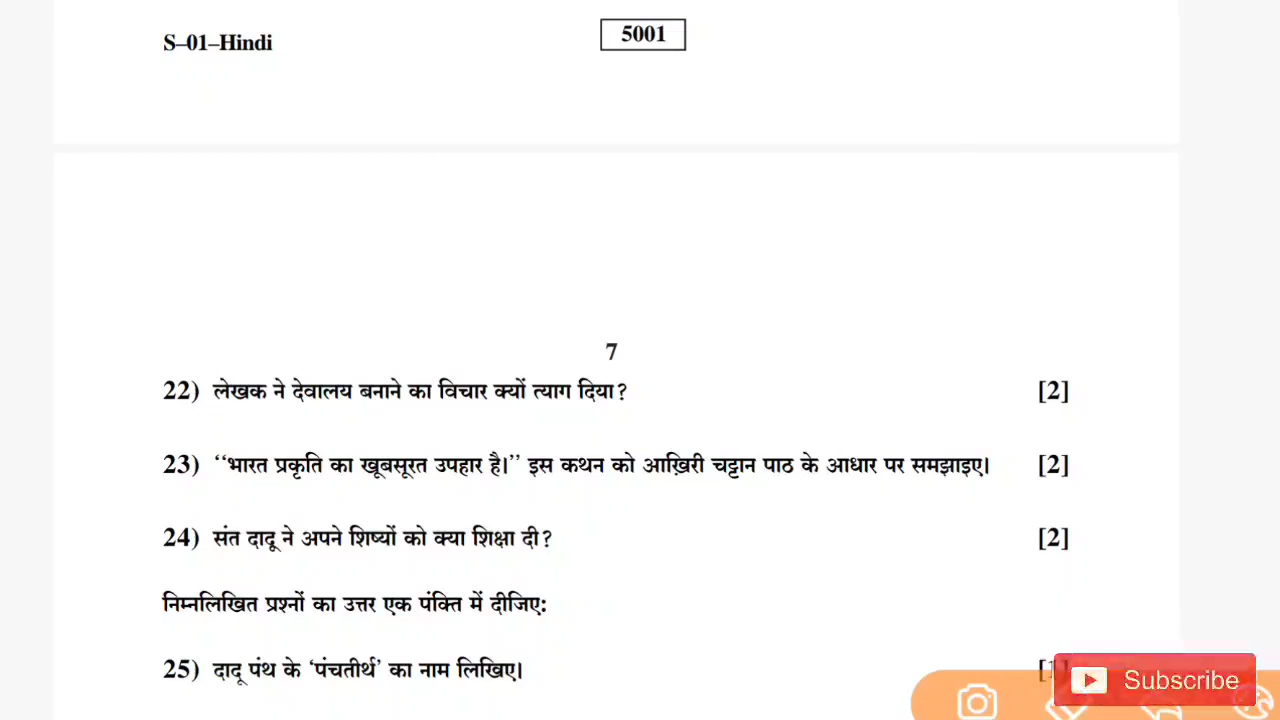 S–01–Hindi
5001
7
22) लेखक ने देवालय बनाने का विचार क्यों त्याग दिया? [2]
23) ‘‘भारत प्रकृति का खूबसूरत उपहार है।’’ इस कथन को आख़िरी चट्टान पाठ के आधार पर समझाइए। [2]
24) संत दादू ने अपने शिष्यों को क्या शिक्षा दी? [2]
निम्नलिखित प्रश्नों का उत्तर एक पंक्ति में दीजिए:
25) दादू पंथ के ‘पंचतीर्थ’ का नाम लिखिए। [1]
Subscribe